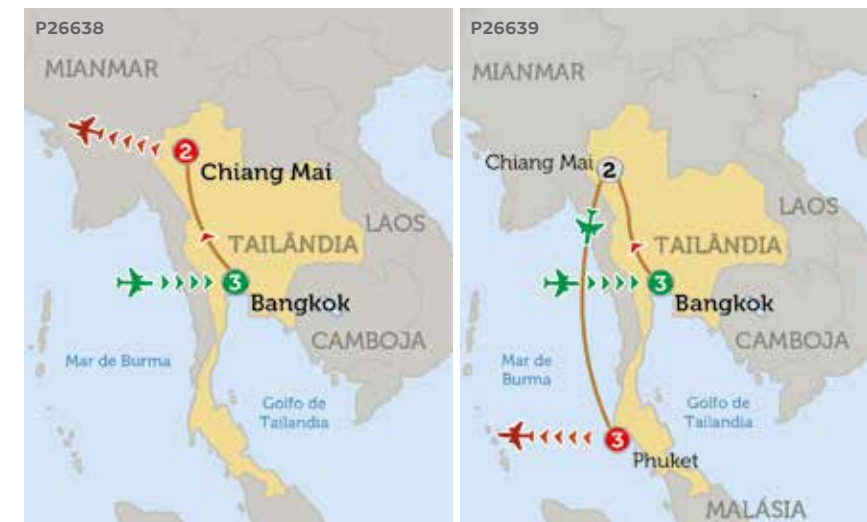 P26638
MIANMAR
2
Chiang Mai
LAOS
TAILÂNDIA
3
Bangkok
CAMBOJA
Mar de Burma
Golfo de
Tailandia
P26639
MIANMAR
Chiang Mai
2
LAOS
TAILÂNDIA
3
Bangkok
CAMBOJA
Mar de
Burma
Golfo de
Tailandia
3
Phuket
MALÁSIA